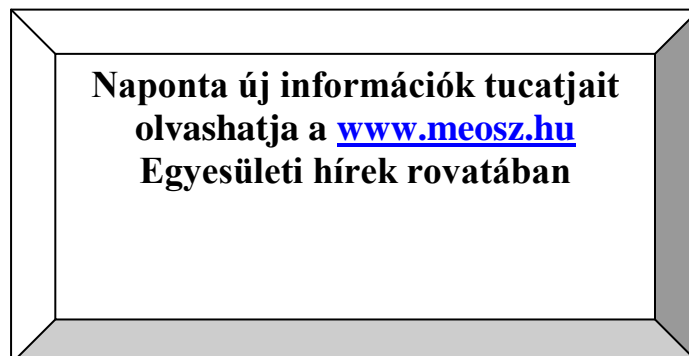 Naponta új információk tucatjait
olvashatja a www.meosz.hu
Egyesületi hírek rovatában